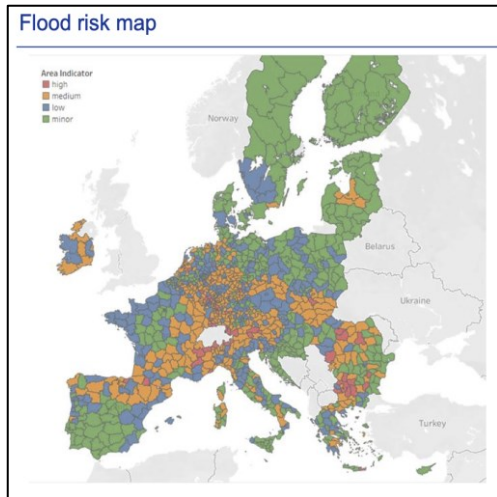 Flood risk map
Area Indicator
high
medium
low
minor
Norway
Belarus
Ukraine
Turkey